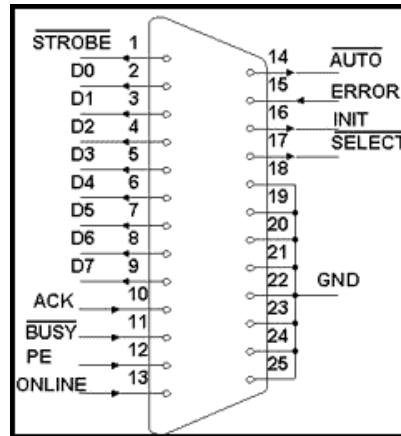 STROBE 1
D0 2
D1 3
D2 4
D3 5
D4 6
D5 7
D6 8
D7 9
ACK 10
BUSY 11
PE 12
ONLINE 13
14 AUTO
15 ERROR
16 INIT
17 SELECT
18
19
20
21
22 GND
23
24
25